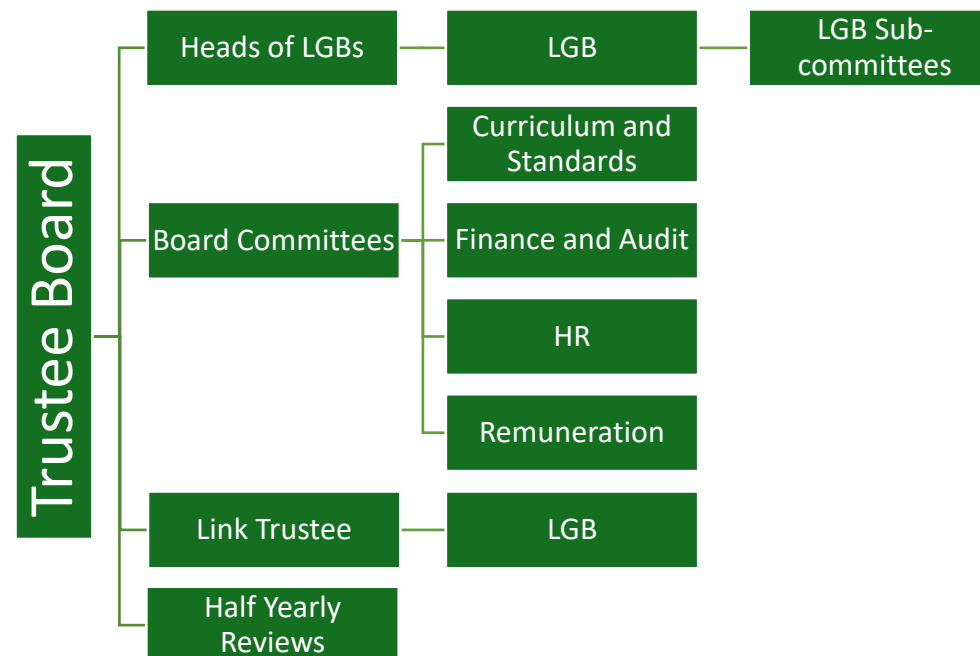 Trustee Board
Heads of LGBs
LGB
LGB Sub-
committees
Board Committees
Curriculum and
Standards
Finance and Audit
HR
Remuneration
Link Trustee
LGB
Half Yearly
Reviews